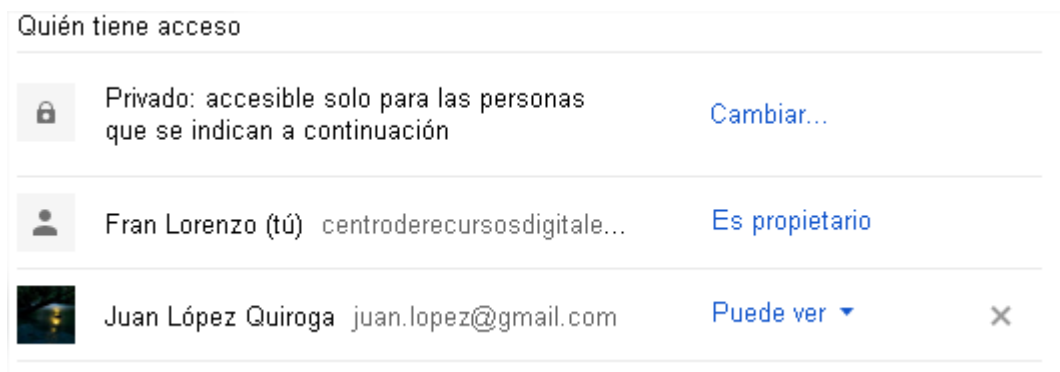 Quién tiene acceso
Privado: accesible solo para las personas
que se indican a continuación
Cambiar...
Fran Lorenzo (tú) centroderecursosdigitale... Es propietario
Juan López Quiroga juan.lopez@gmail.com Puede ver